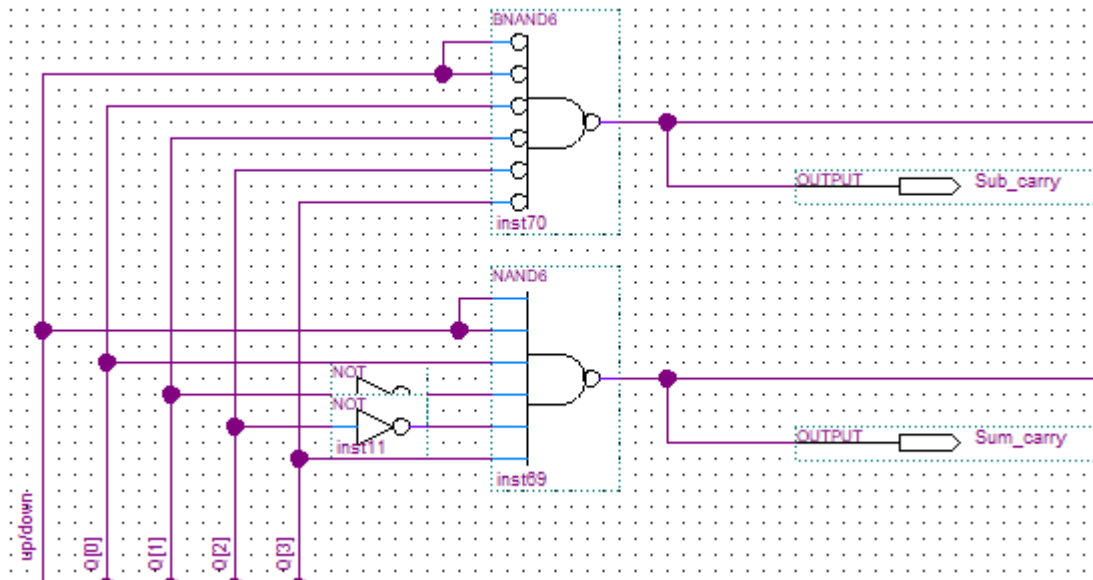 BNAND6
inst70
OUTPUT
Sub_carry
NAND6
NOT
NOT
inst11
inst69
OUTPUT
Sum_carry
up/down
Q[0]
Q[1]
Q[2]
Q[3]